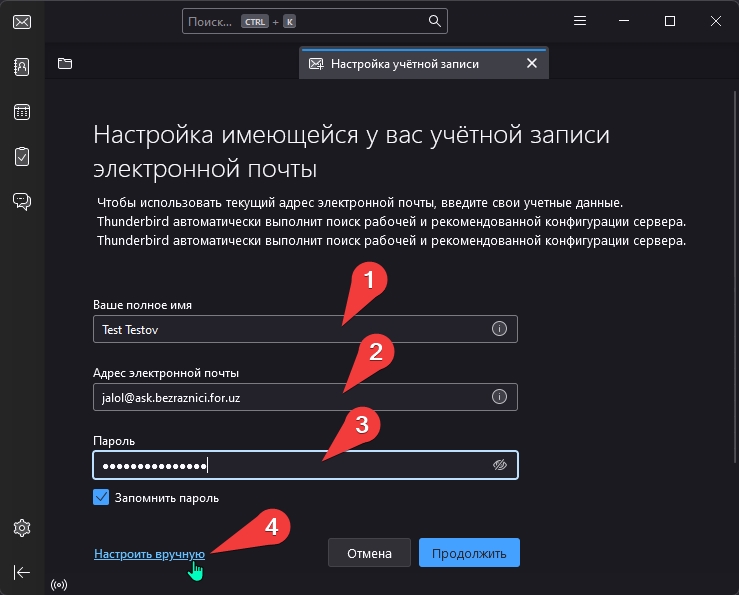 Поиск... CTRL + K
Настройка учётной записи
Настройка имеющейся у вас учётной записи
электронной почты
Чтобы использовать текущий адрес электронной почты, введите свои учетные данные.
Thunderbird автоматически выполнит поиск рабочей и рекомендованной конфигурации сервера.
Thunderbird автоматически выполнит поиск рабочей и рекомендованной конфигурации сервера.
1
Ваше полное имя
Test Testov
2
Адрес электронной почты
jalol@ask.bezraznici.for.uz
3
Пароль
•••••••••••••••
Запомнить пароль
4
Настроить вручную
Отмена
Продолжить